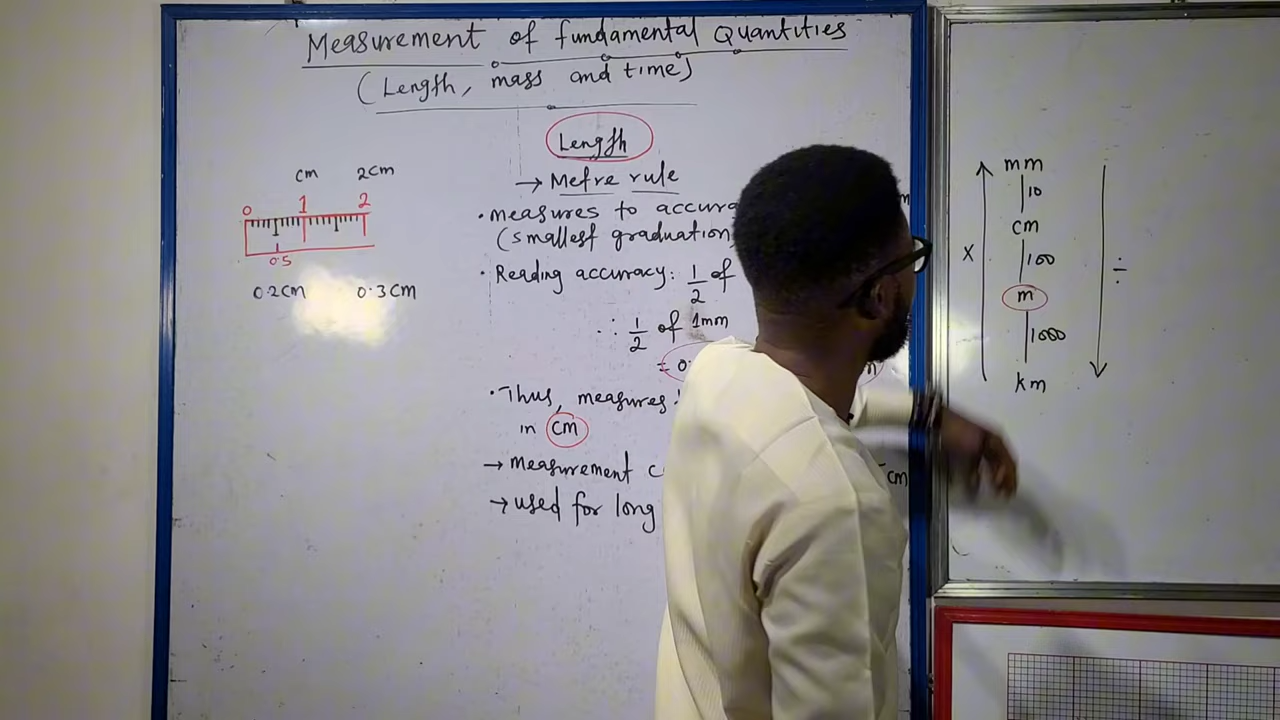 Measurement of fundamental Quantities
(Length, mass and time)
cm 2cm
0 1 2
0.5
0.2cm 0.3cm
Length
→ Metre rule
• measures to
(smallest graduation
• Reading accuracy: 1/2 of
∴ 1/2 of 1mm
= 0.
• Thus, measures
in cm
→ measurement
cm
→ used for long
mm
10
cm
100
m
1000
km
×
÷